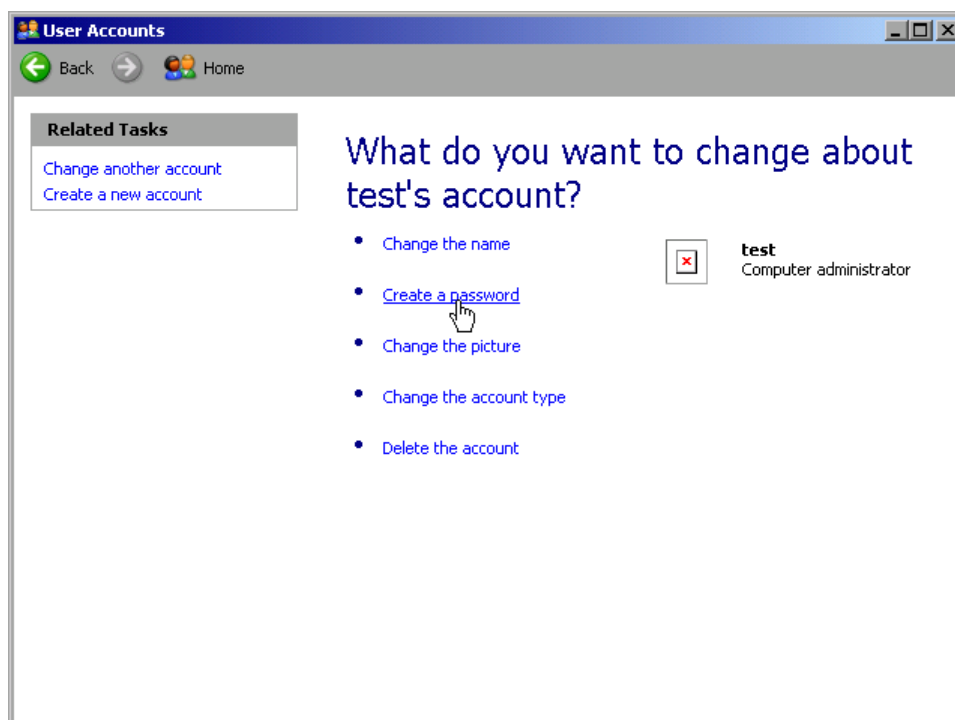 User Accounts
Back Home
Related Tasks
Change another account
Create a new account
What do you want to change about
test's account?
Change the name
Create a password
Change the picture
Change the account type
Delete the account
test
Computer administrator